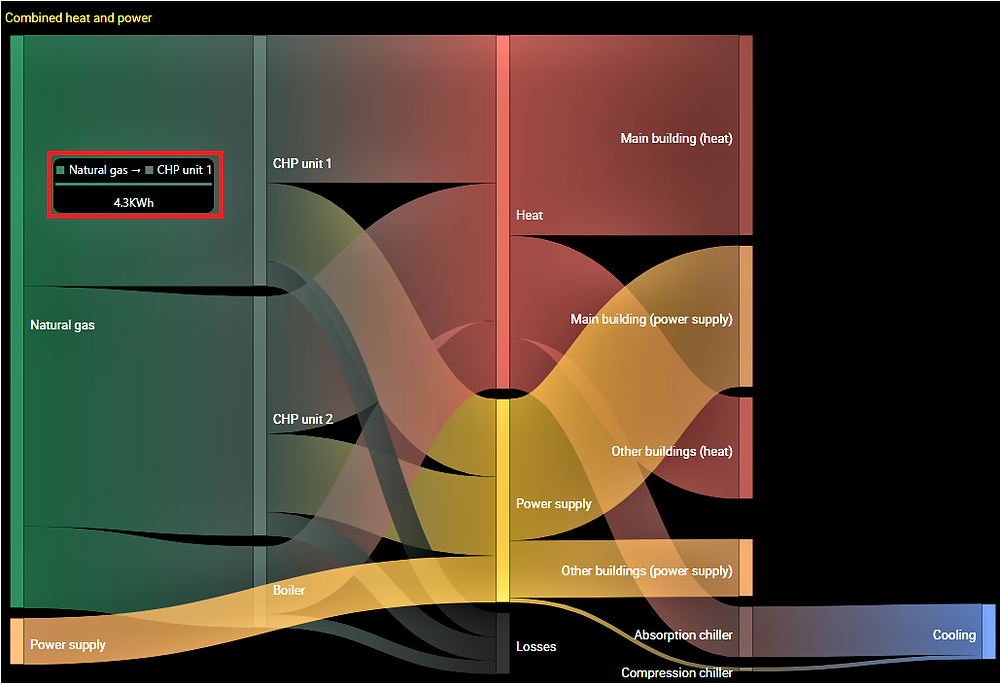 Combined heat and power
Natural gas → CHP unit 1
4.3KWh
CHP unit 1
Main building (heat)
Heat
Natural gas
Main building (power supply)
CHP unit 2
Other buildings (heat)
Power supply
Other buildings (power supply)
Boiler
Power supply
Losses
Absorption chiller
Cooling
Compression chiller